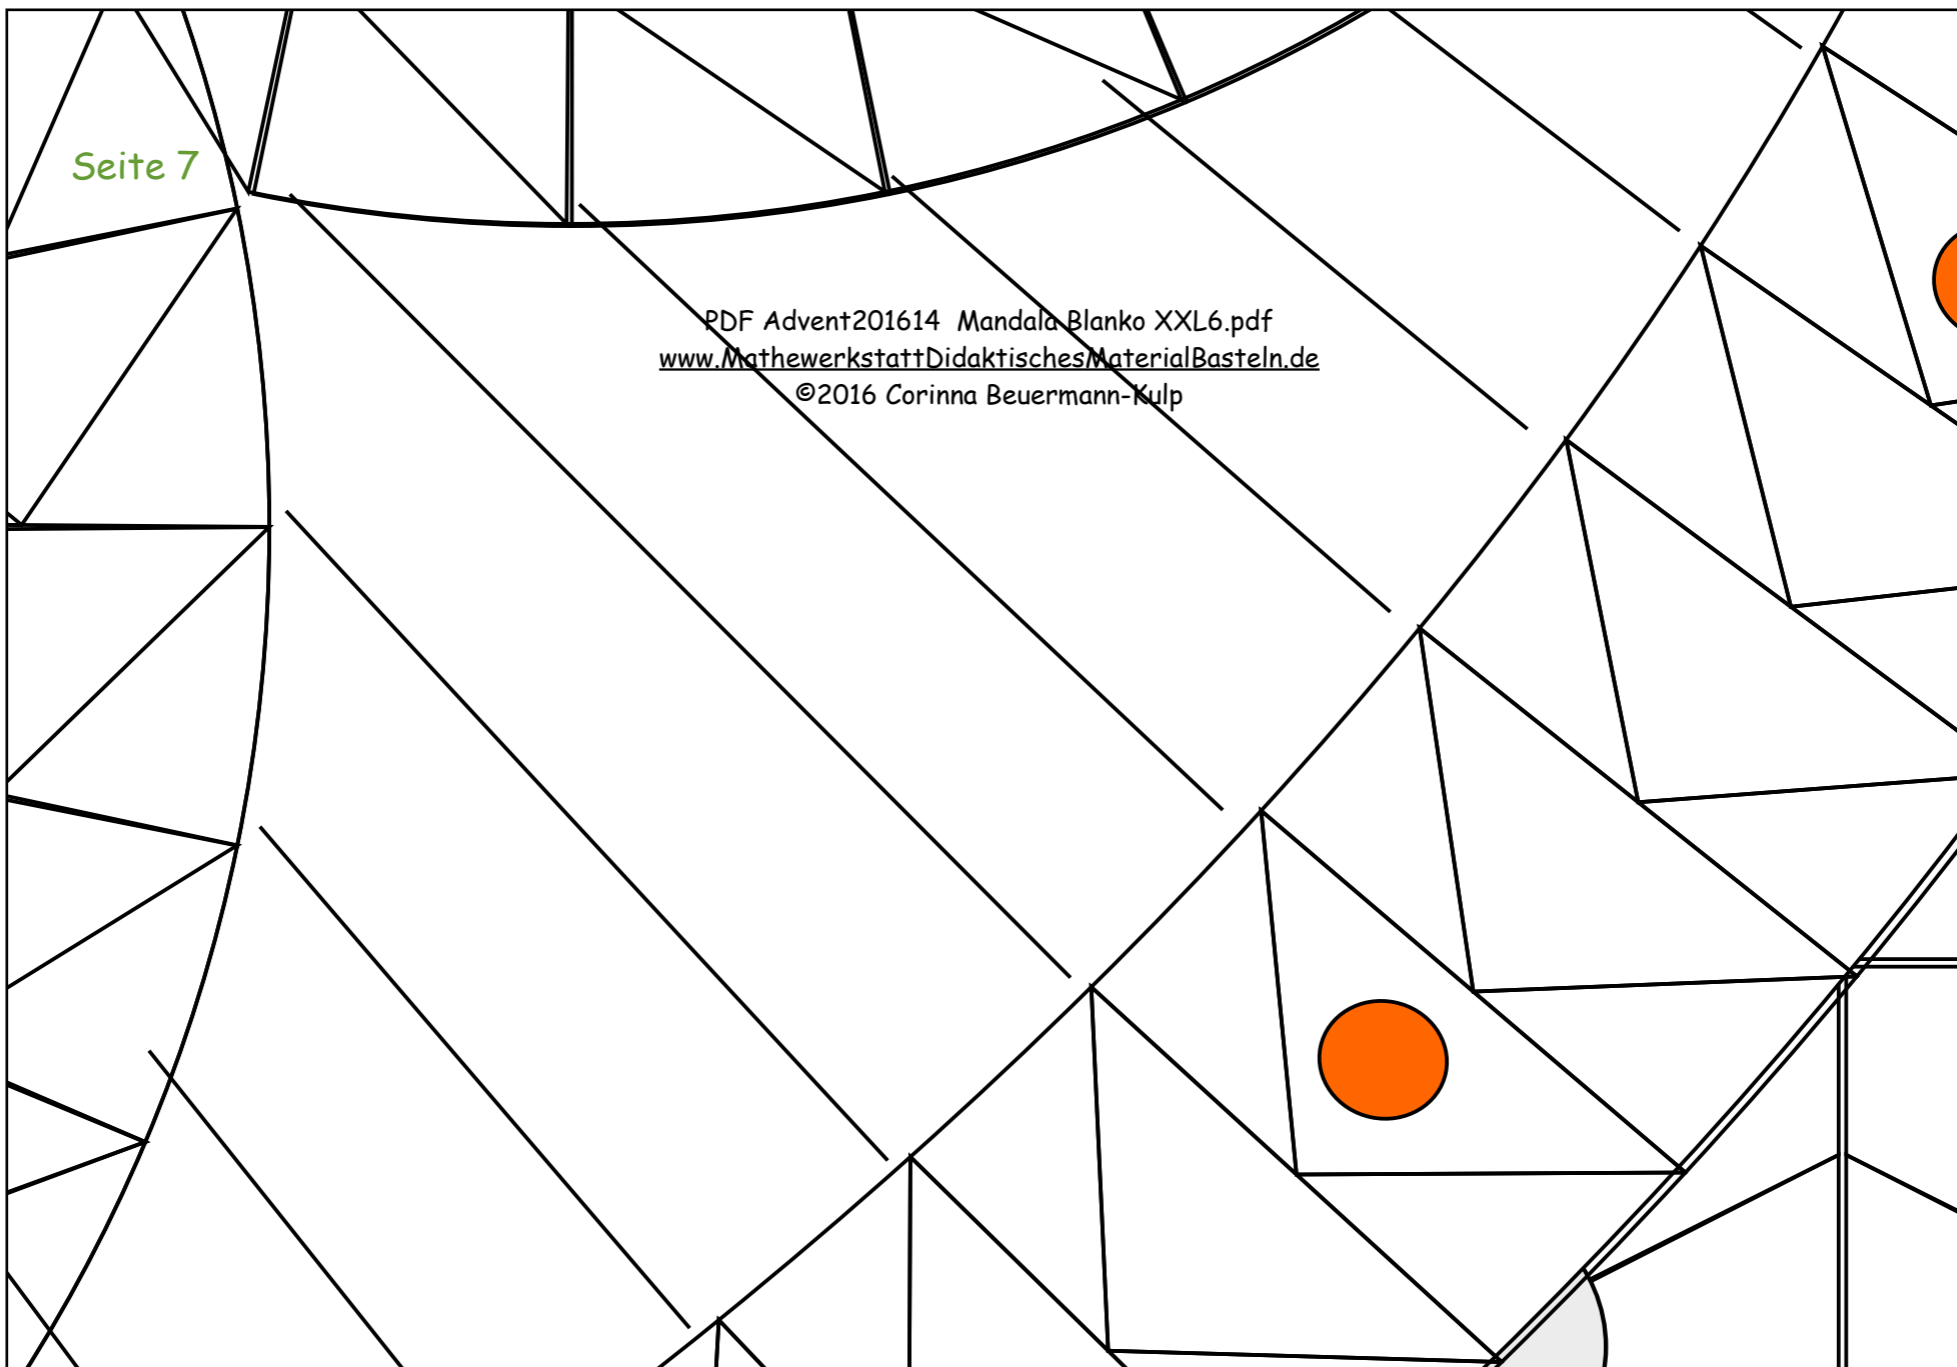 Seite 7
PDF Advent201614  Mandala Blanko XXL6.pdf
www.MathewerkstattDidaktischesMaterialBasteln.de
©2016 Corinna Beuermann-Kulp